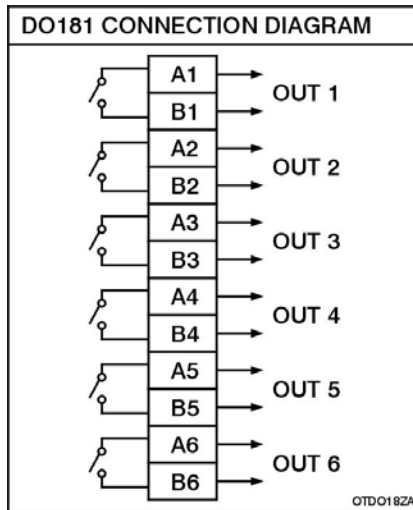 DO181 CONNECTION DIAGRAM
A1
OUT 1
B1
A2
OUT 2
B2
A3
OUT 3
B3
A4
OUT 4
B4
A5
OUT 5
B5
A6
OUT 6
B6
OTDO18ZA